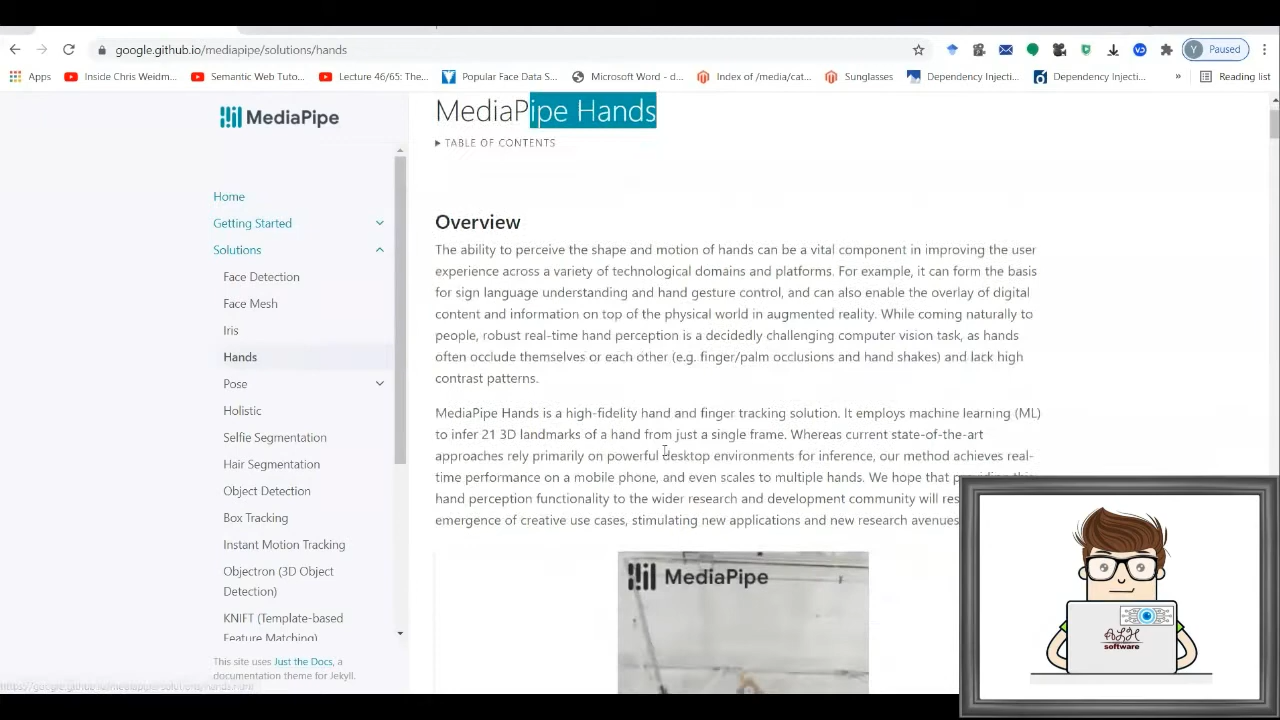 google.github.io/mediapipe/solutions/hands
Y Paused
Apps
Inside Chris Weidm...
Semantic Web Tuto...
Lecture 46/65: The...
Popular Face Data S...
Microsoft Word - d...
Index of /media/cat...
Sunglasses
Dependency Injecti...
Dependency Injecti...
»
Reading list
MediaPipe
Home
Getting Started
Solutions
Face Detection
Face Mesh
Iris
Hands
Pose
Holistic
Selfie Segmentation
Hair Segmentation
Object Detection
Box Tracking
Instant Motion Tracking
Objectron (3D Object
Detection)
KNIFT (Template-based
Feature Matching)
This site uses Just the Docs, a
documentation theme for Jekyll.
https://google.github.io/mediapipe/solutions/hands.html
MediaPipe Hands
TABLE OF CONTENTS
Overview
The ability to perceive the shape and motion of hands can be a vital component in improving the user
experience across a variety of technological domains and platforms. For example, it can form the basis
for sign language understanding and hand gesture control, and can also enable the overlay of digital
content and information on top of the physical world in augmented reality. While coming naturally to
people, robust real-time hand perception is a decidedly challenging computer vision task, as hands
often occlude themselves or each other (e.g. finger/palm occlusions and hand shakes) and lack high
contrast patterns.
MediaPipe Hands is a high-fidelity hand and finger tracking solution. It employs machine learning (ML)
to infer 21 3D landmarks of a hand from just a single frame. Whereas current state-of-the-art
approaches rely primarily on powerful desktop environments for inference, our method achieves real-
time performance on a mobile phone, and even scales to multiple hands. We hope that providing this
hand perception functionality to the wider research and development community will res
emergence of creative use cases, stimulating new applications and new research avenues
MediaPipe
software